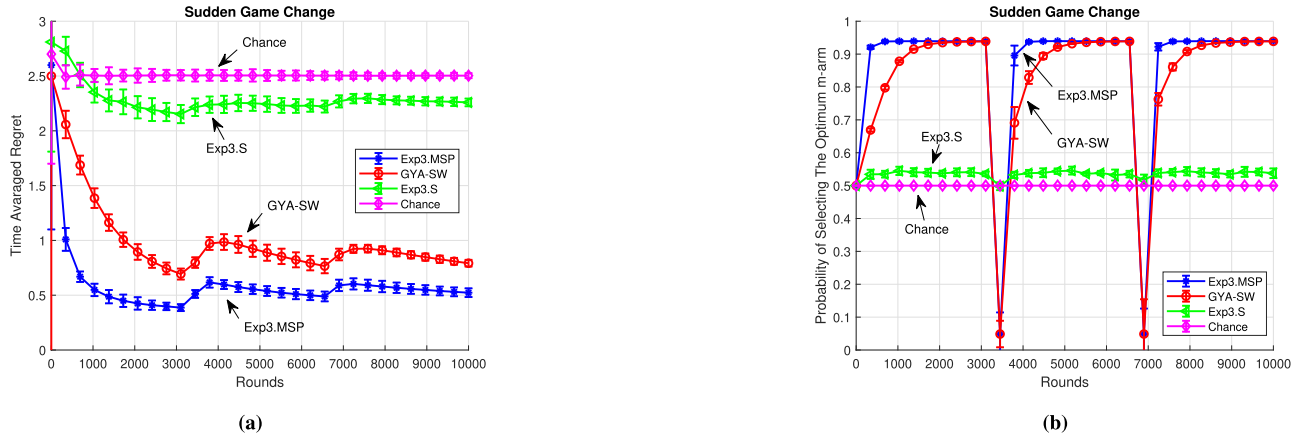 Sudden Game Change
Time Avaraged Regret
3
2.5
2
1.5
1
0.5
0
Chance
Exp3.S
GYA-SW
Exp3.MSP
Exp3.MSP
GYA-SW
Exp3.S
Chance
0 1000 2000 3000 4000 5000 6000 7000 8000 9000 10000
Rounds
(a)
Sudden Game Change
Probability of Selecting The Optimum m-arm
1
0.9
0.8
0.7
0.6
0.5
0.4
0.3
0.2
0.1
0
Exp3.MSP
GYA-SW
Exp3.S
Chance
Exp3.MSP
GYA-SW
Exp3.S
Chance
0 1000 2000 3000 4000 5000 6000 7000 8000 9000 10000
Rounds
(b)